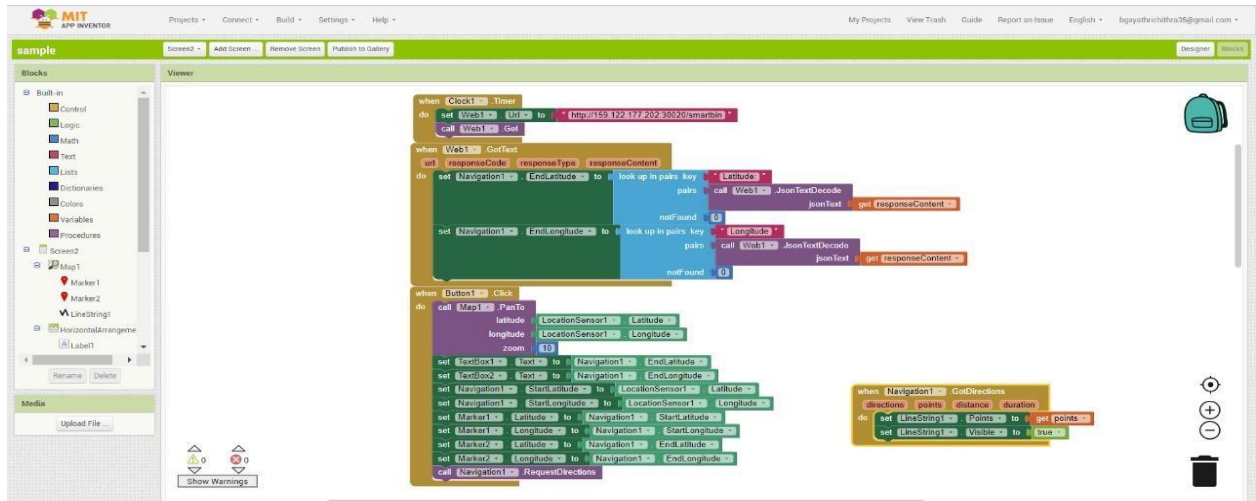 MIT
APP INVENTOR
Projects Connect Build Settings Help
My Projects View Trash Guide Report an Issue English bgayathrichithra35@gmail.com
sample
Screen2 Add Screen ... Remove Screen Publish to Gallery
Designer Blocks
Blocks
Viewer
Built-in
Control
Logic
Math
Text
Lists
Dictionaries
Colors
Variables
Procedures
Screen2
Map1
Marker1
Marker2
LineString1
HorizontalArrangeme
Label1
Rename Delete
Media
Upload File ...
when Clock1 .Timer
do set Web1 . Url to " http://159.122.177.202:30020/smartbin "
call Web1 .Get
when Web1 .GotText
url responseCode responseType responseContent
do set Navigation1 . EndLatitude to look up in pairs key " Latitude "
pairs call Web1 .JsonTextDecode
jsonText get responseContent
notFound 0
set Navigation1 . EndLongitude to look up in pairs key " Longitude "
pairs call Web1 .JsonTextDecode
jsonText get responseContent
notFound 0
when Button1 .Click
do call Map1 .PanTo
latitude LocationSensor1 . Latitude
longitude LocationSensor1 . Longitude
zoom 10
set TextBox1 . Text to Navigation1 . EndLatitude
set TextBox2 . Text to Navigation1 . EndLongitude
set Navigation1 . StartLatitude to LocationSensor1 . Latitude
set Navigation1 . StartLongitude to LocationSensor1 . Longitude
set Marker1 . Latitude to Navigation1 . StartLatitude
set Marker1 . Longitude to Navigation1 . StartLongitude
set Marker2 . Latitude to Navigation1 . EndLatitude
set Marker2 . Longitude to Navigation1 . EndLongitude
call Navigation1 .RequestDirections
when Navigation1 .GotDirections
directions points distance duration
do set LineString1 . Points to get points
set LineString1 . Visible to true
0 0
Show Warnings